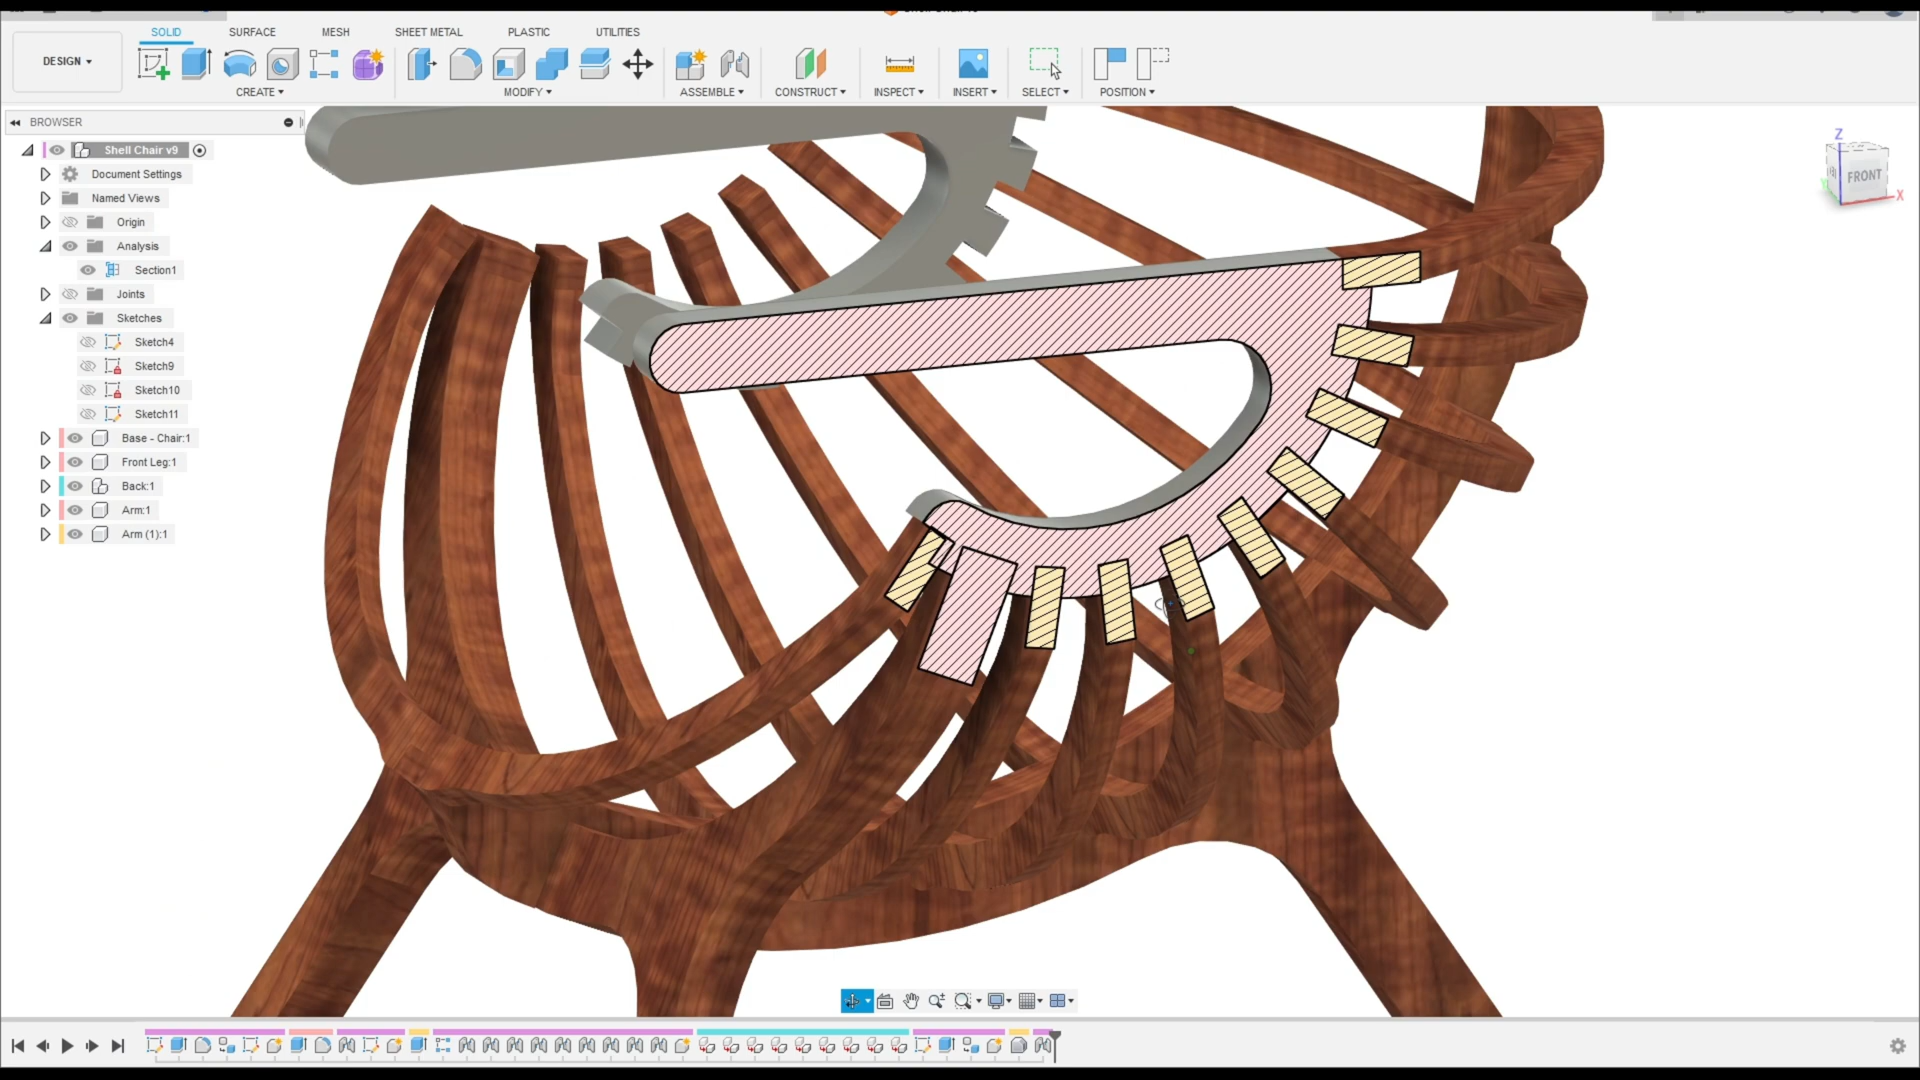 SOLID SURFACE MESH SHEET METAL PLASTIC UTILITIES
DESIGN
CREATE MODIFY ASSEMBLE CONSTRUCT INSPECT INSERT SELECT POSITION
BROWSER
Shell Chair v9
Document Settings
Named Views
Origin
Analysis
Section1
Joints
Sketches
Sketch4
Sketch9
Sketch10
Sketch11
Base - Chair:1
Front Leg:1
Back:1
Arm:1
Arm (1):1
Z
FRONT
X